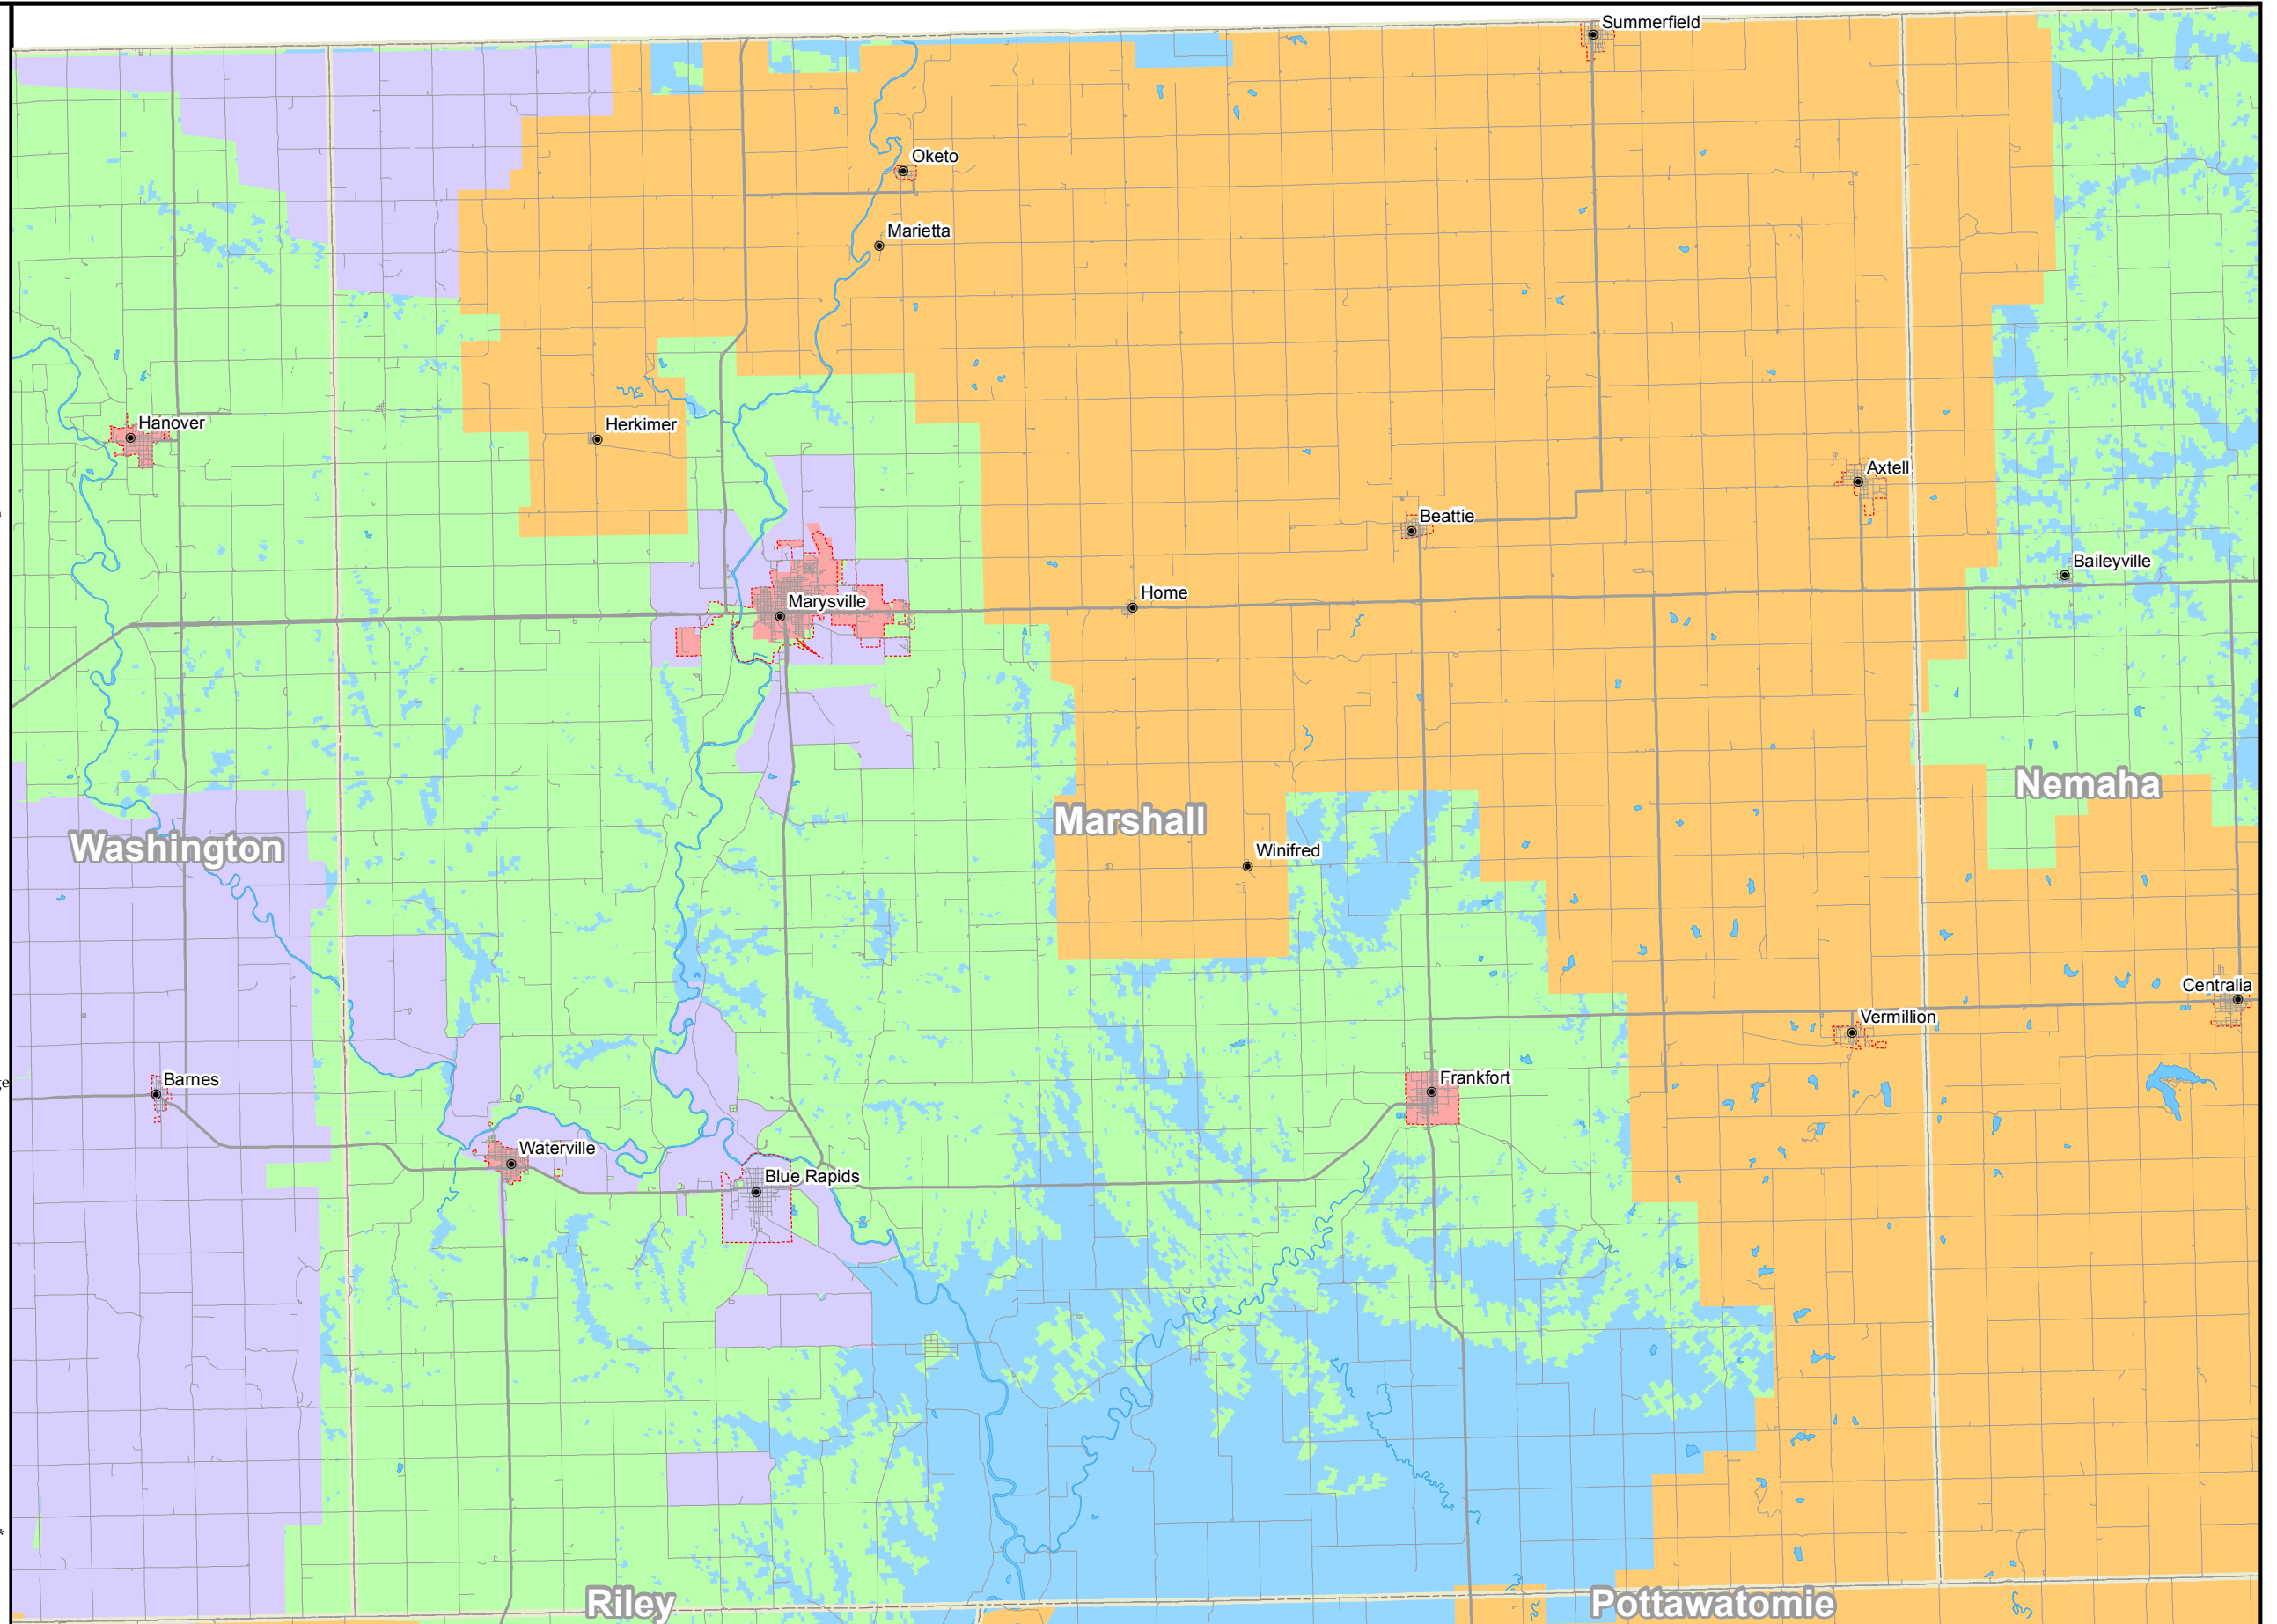 Summerfield
Oketo
Marietta
Hanover
Herkimer
Axtell
Beattie
Baileyville
Home
Marysville
Nemaha
Marshall
Washington
Winifred
Centralia
Vermillion
Frankfort
Barnes
Waterville
Blue Rapids
*
Riley
Pottawatomie